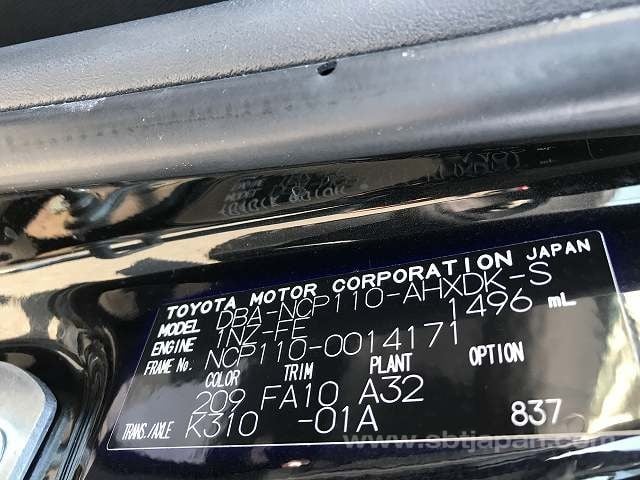 TOYOTA MOTOR CORPORATION JAPAN
MODEL DBA-NCP110-AHXDK-S
ENGINE 1NZ-FE 1496 mL
FRAME No. NCP110-0014171
COLOR TRIM PLANT OPTION
209 FA10 A32
TRANS./AXLE K310 -01A 837
www.sbtjapan.com